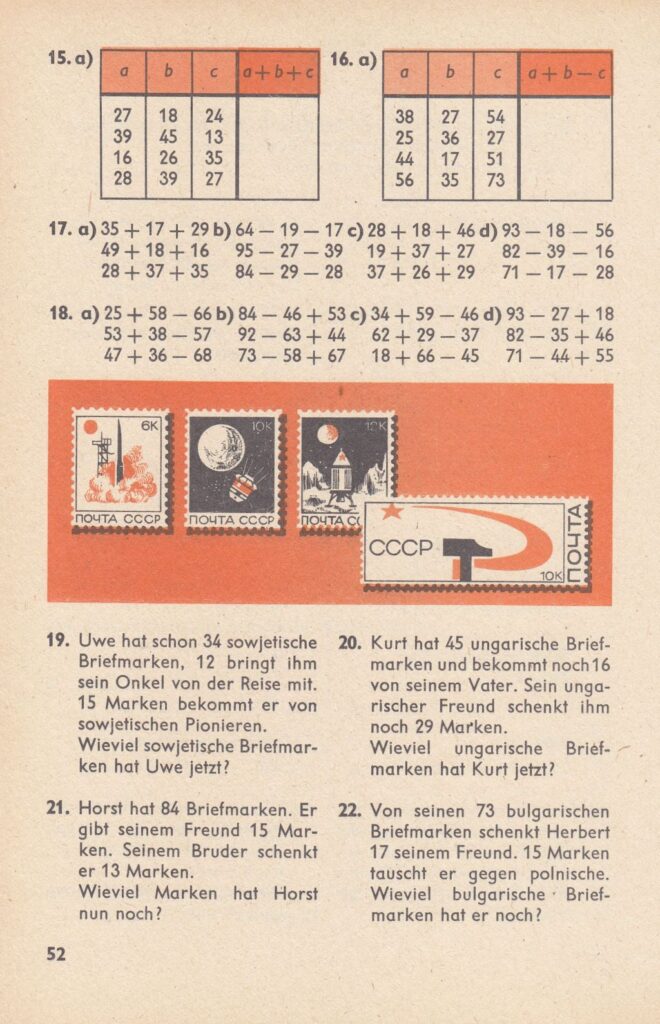 15. a) a b c a+b+c 16. a) a b c a+b−c
27 18 24 38 27 54
39 45 13 25 36 27
16 26 35 44 17 51
28 39 27 56 35 73
17. a) 35 + 17 + 29 b) 64 − 19 − 17 c) 28 + 18 + 46 d) 93 − 18 − 56
49 + 18 + 16 95 − 27 − 39 19 + 37 + 27 82 − 39 − 16
28 + 37 + 35 84 − 29 − 28 37 + 26 + 29 71 − 17 − 28
18. a) 25 + 58 − 66 b) 84 − 46 + 53 c) 34 + 59 − 46 d) 93 − 27 + 18
53 + 38 − 57 92 − 63 + 44 62 + 29 − 37 82 − 35 + 46
47 + 36 − 68 73 − 58 + 67 18 + 66 − 45 71 − 44 + 55
6К
ПОЧТА СССР
10К
ПОЧТА СССР
12К
ПОЧТА СС
СССР
10К
ПОЧТА
19. Uwe hat schon 34 sowjetische
Briefmarken, 12 bringt ihm
sein Onkel von der Reise mit.
15 Marken bekommt er von
sowjetischen Pionieren.
Wieviel sowjetische Briefmar-
ken hat Uwe jetzt?
20. Kurt hat 45 ungarische Brief-
marken und bekommt noch 16
von seinem Vater. Sein unga-
rischer Freund schenkt ihm
noch 29 Marken.
Wieviel ungarische Brief-
marken hat Kurt jetzt?
21. Horst hat 84 Briefmarken. Er
gibt seinem Freund 15 Mar-
ken. Seinem Bruder schenkt
er 13 Marken.
Wieviel Marken hat Horst
nun noch?
22. Von seinen 73 bulgarischen
Briefmarken schenkt Herbert
17 seinem Freund. 15 Marken
tauscht er gegen polnische.
Wieviel bulgarische Brief-
marken hat er noch?
52